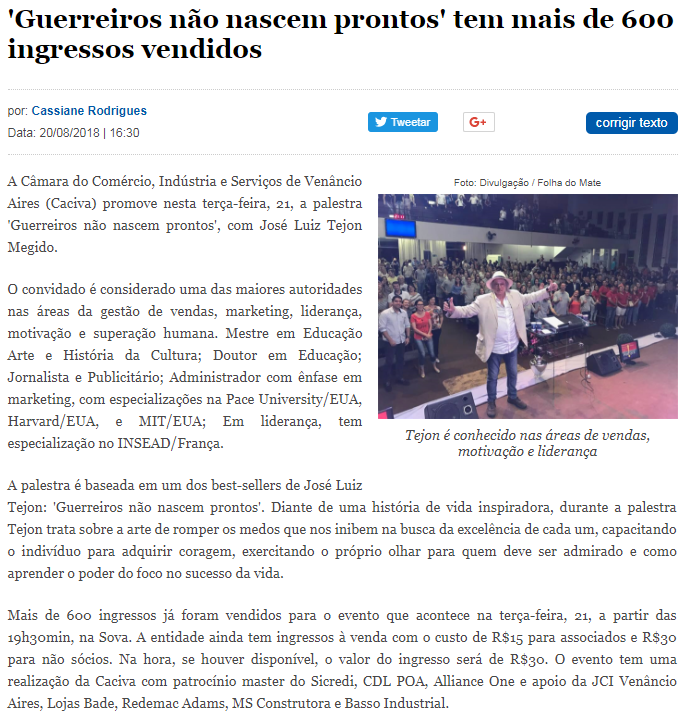 'Guerreiros não nascem prontos' tem mais de 600
ingressos vendidos
por: Cassiane Rodrigues
Data: 20/08/2018 | 16:30
Tweetar
G+
corrigir texto
A Câmara do Comércio, Indústria e Serviços de Venâncio
Aires (Caciva) promove nesta terça-feira, 21, a palestra
'Guerreiros não nascem prontos', com José Luiz Tejon
Megido.
Foto: Divulgação / Folha do Mate
Tejon é conhecido nas áreas de vendas,
motivação e liderança
O convidado é considerado uma das maiores autoridades
nas áreas da gestão de vendas, marketing, liderança,
motivação e superação humana. Mestre em Educação
Arte e História da Cultura; Doutor em Educação;
Jornalista e Publicitário; Administrador com ênfase em
marketing, com especializações na Pace University/EUA,
Harvard/EUA, e MIT/EUA; Em liderança, tem
especialização no INSEAD/França.
A palestra é baseada em um dos best-sellers de José Luiz
Tejon: 'Guerreiros não nascem prontos'. Diante de uma história de vida inspiradora, durante a palestra
Tejon trata sobre a arte de romper os medos que nos inibem na busca da excelência de cada um, capacitando
o indivíduo para adquirir coragem, exercitando o próprio olhar para quem deve ser admirado e como
aprender o poder do foco no sucesso da vida.
Mais de 600 ingressos já foram vendidos para o evento que acontece na terça-feira, 21, a partir das
19h30min, na Sova. A entidade ainda tem ingressos à venda com o custo de R$15 para associados e R$30
para não sócios. Na hora, se houver disponível, o valor do ingresso será de R$30. O evento tem uma
realização da Caciva com patrocínio master do Sicredi, CDL POA, Alliance One e apoio da JCI Venâncio
Aires, Lojas Bade, Redemac Adams, MS Construtora e Basso Industrial.